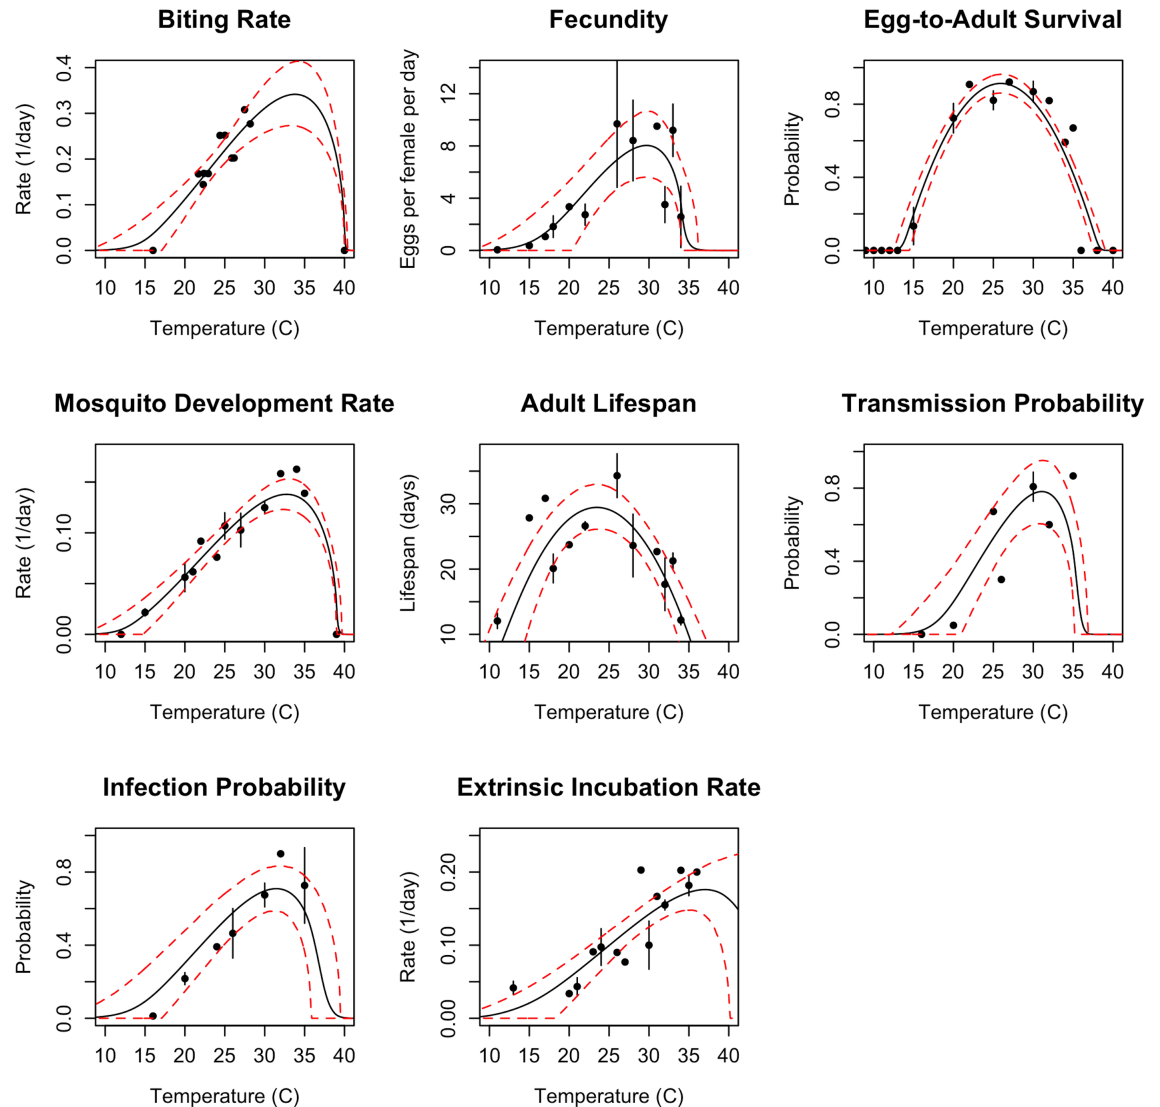 Biting Rate
Rate (1/day)
0.0 0.1 0.2 0.3 0.4
10 15 20 25 30 35 40
Temperature (C)
Fecundity
Eggs per female per day
0 4 8 12
10 15 20 25 30 35 40
Temperature (C)
Egg-to-Adult Survival
Probability
0.0 0.4 0.8
10 15 20 25 30 35 40
Temperature (C)
Mosquito Development Rate
Rate (1/day)
0.00 0.10
10 15 20 25 30 35 40
Temperature (C)
Adult Lifespan
Lifespan (days)
10 20 30
10 15 20 25 30 35 40
Temperature (C)
Transmission Probability
Probability
0.0 0.4 0.8
10 15 20 25 30 35 40
Temperature (C)
Infection Probability
Probability
0.0 0.4 0.8
10 15 20 25 30 35 40
Temperature (C)
Extrinsic Incubation Rate
Rate (1/day)
0.00 0.10 0.20
10 15 20 25 30 35 40
Temperature (C)